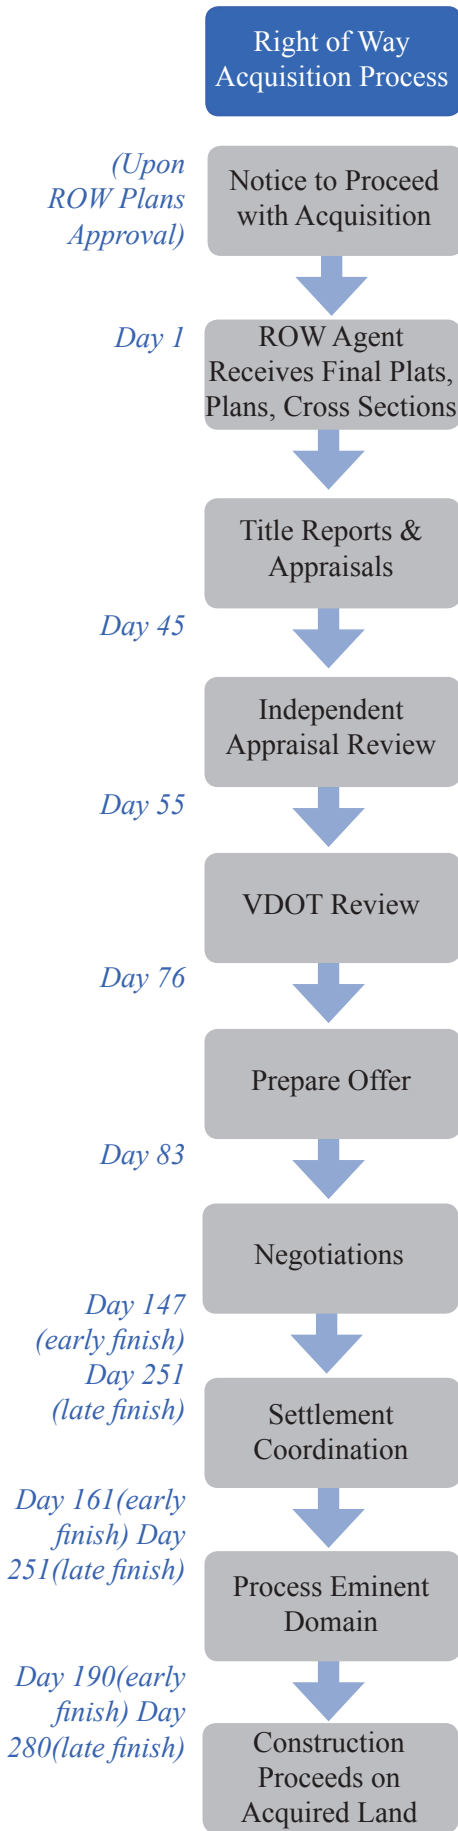 Right of Way
Acquisition Process
(Upon
ROW Plans
Approval)
Notice to Proceed
with Acquisition
Day 1
ROW Agent
Receives Final Plats,
Plans, Cross Sections
Title Reports &
Appraisals
Day 45
Independent
Appraisal Review
Day 55
VDOT Review
Day 76
Prepare Offer
Day 83
Negotiations
Day 147
(early finish)
Day 251
(late finish)
Settlement
Coordination
Day 161(early
finish) Day
251(late finish)
Process Eminent
Domain
Day 190(early
finish) Day
280(late finish)
Construction
Proceeds on
Acquired Land